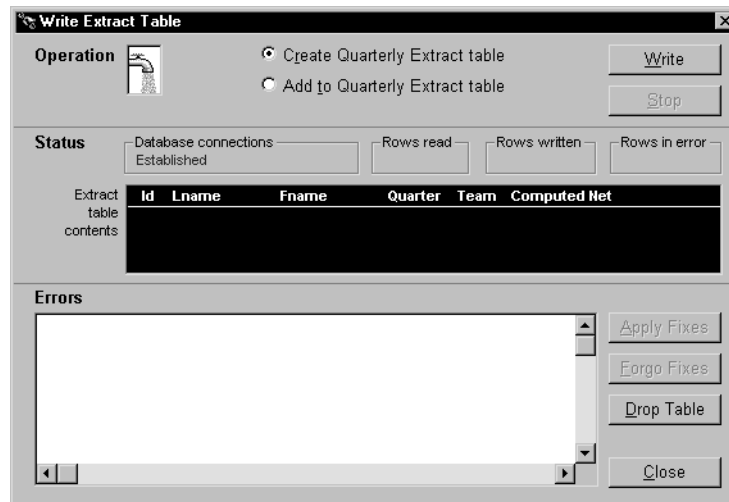 Write Extract Table
Operation
Create Quarterly Extract table
Add to Quarterly Extract table
Write
Stop
Status
Database connections
Established
Rows read
Rows written
Rows in error
Extract
table
contents
Id Lname Fname Quarter Team Computed Net
Errors
Apply Fixes
Forgo Fixes
Drop Table
Close